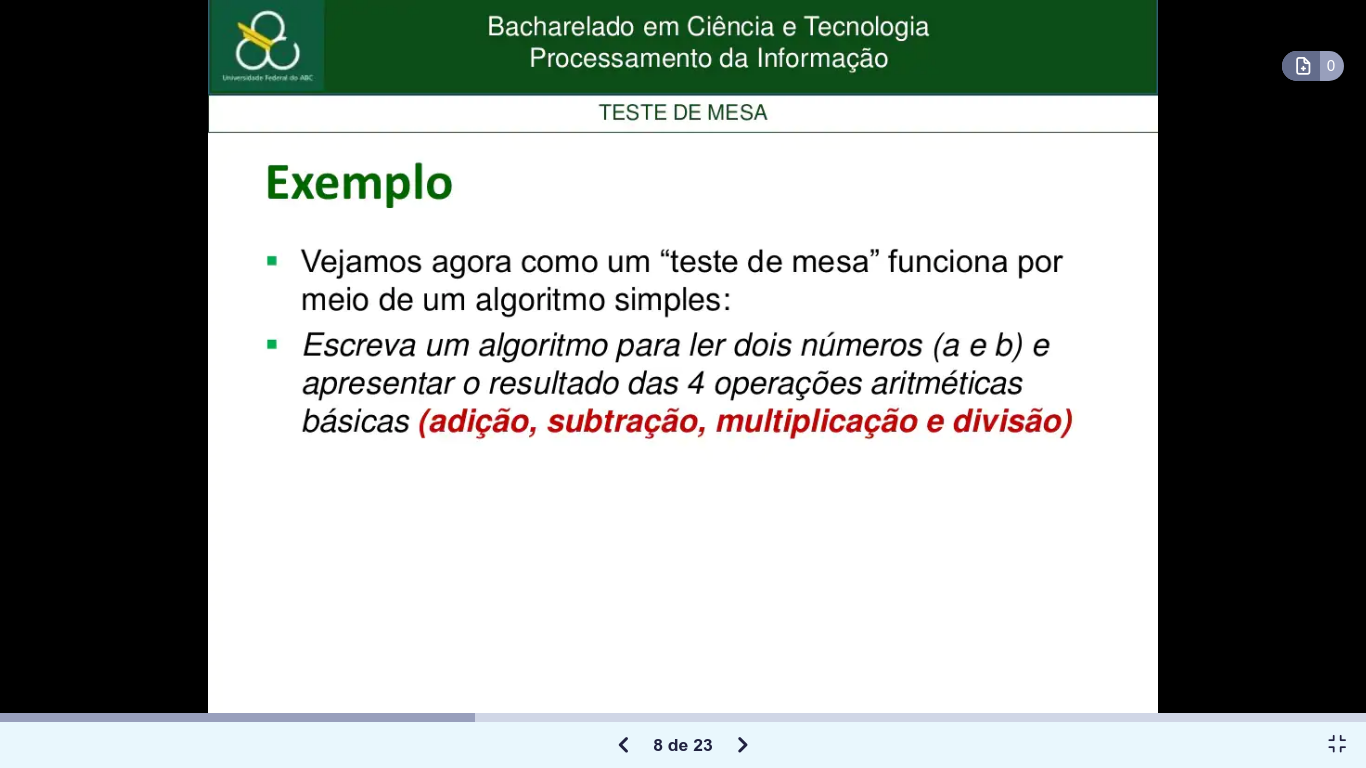 Bacharelado em Ciência e Tecnologia
Processamento da Informação
Universidade Federal do ABC
0
TESTE DE MESA
Exemplo
Vejamos agora como um “teste de mesa” funciona por
meio de um algoritmo simples:
Escreva um algoritmo para ler dois números (a e b) e
apresentar o resultado das 4 operações aritméticas
básicas (adição, subtração, multiplicação e divisão)
8 de 23